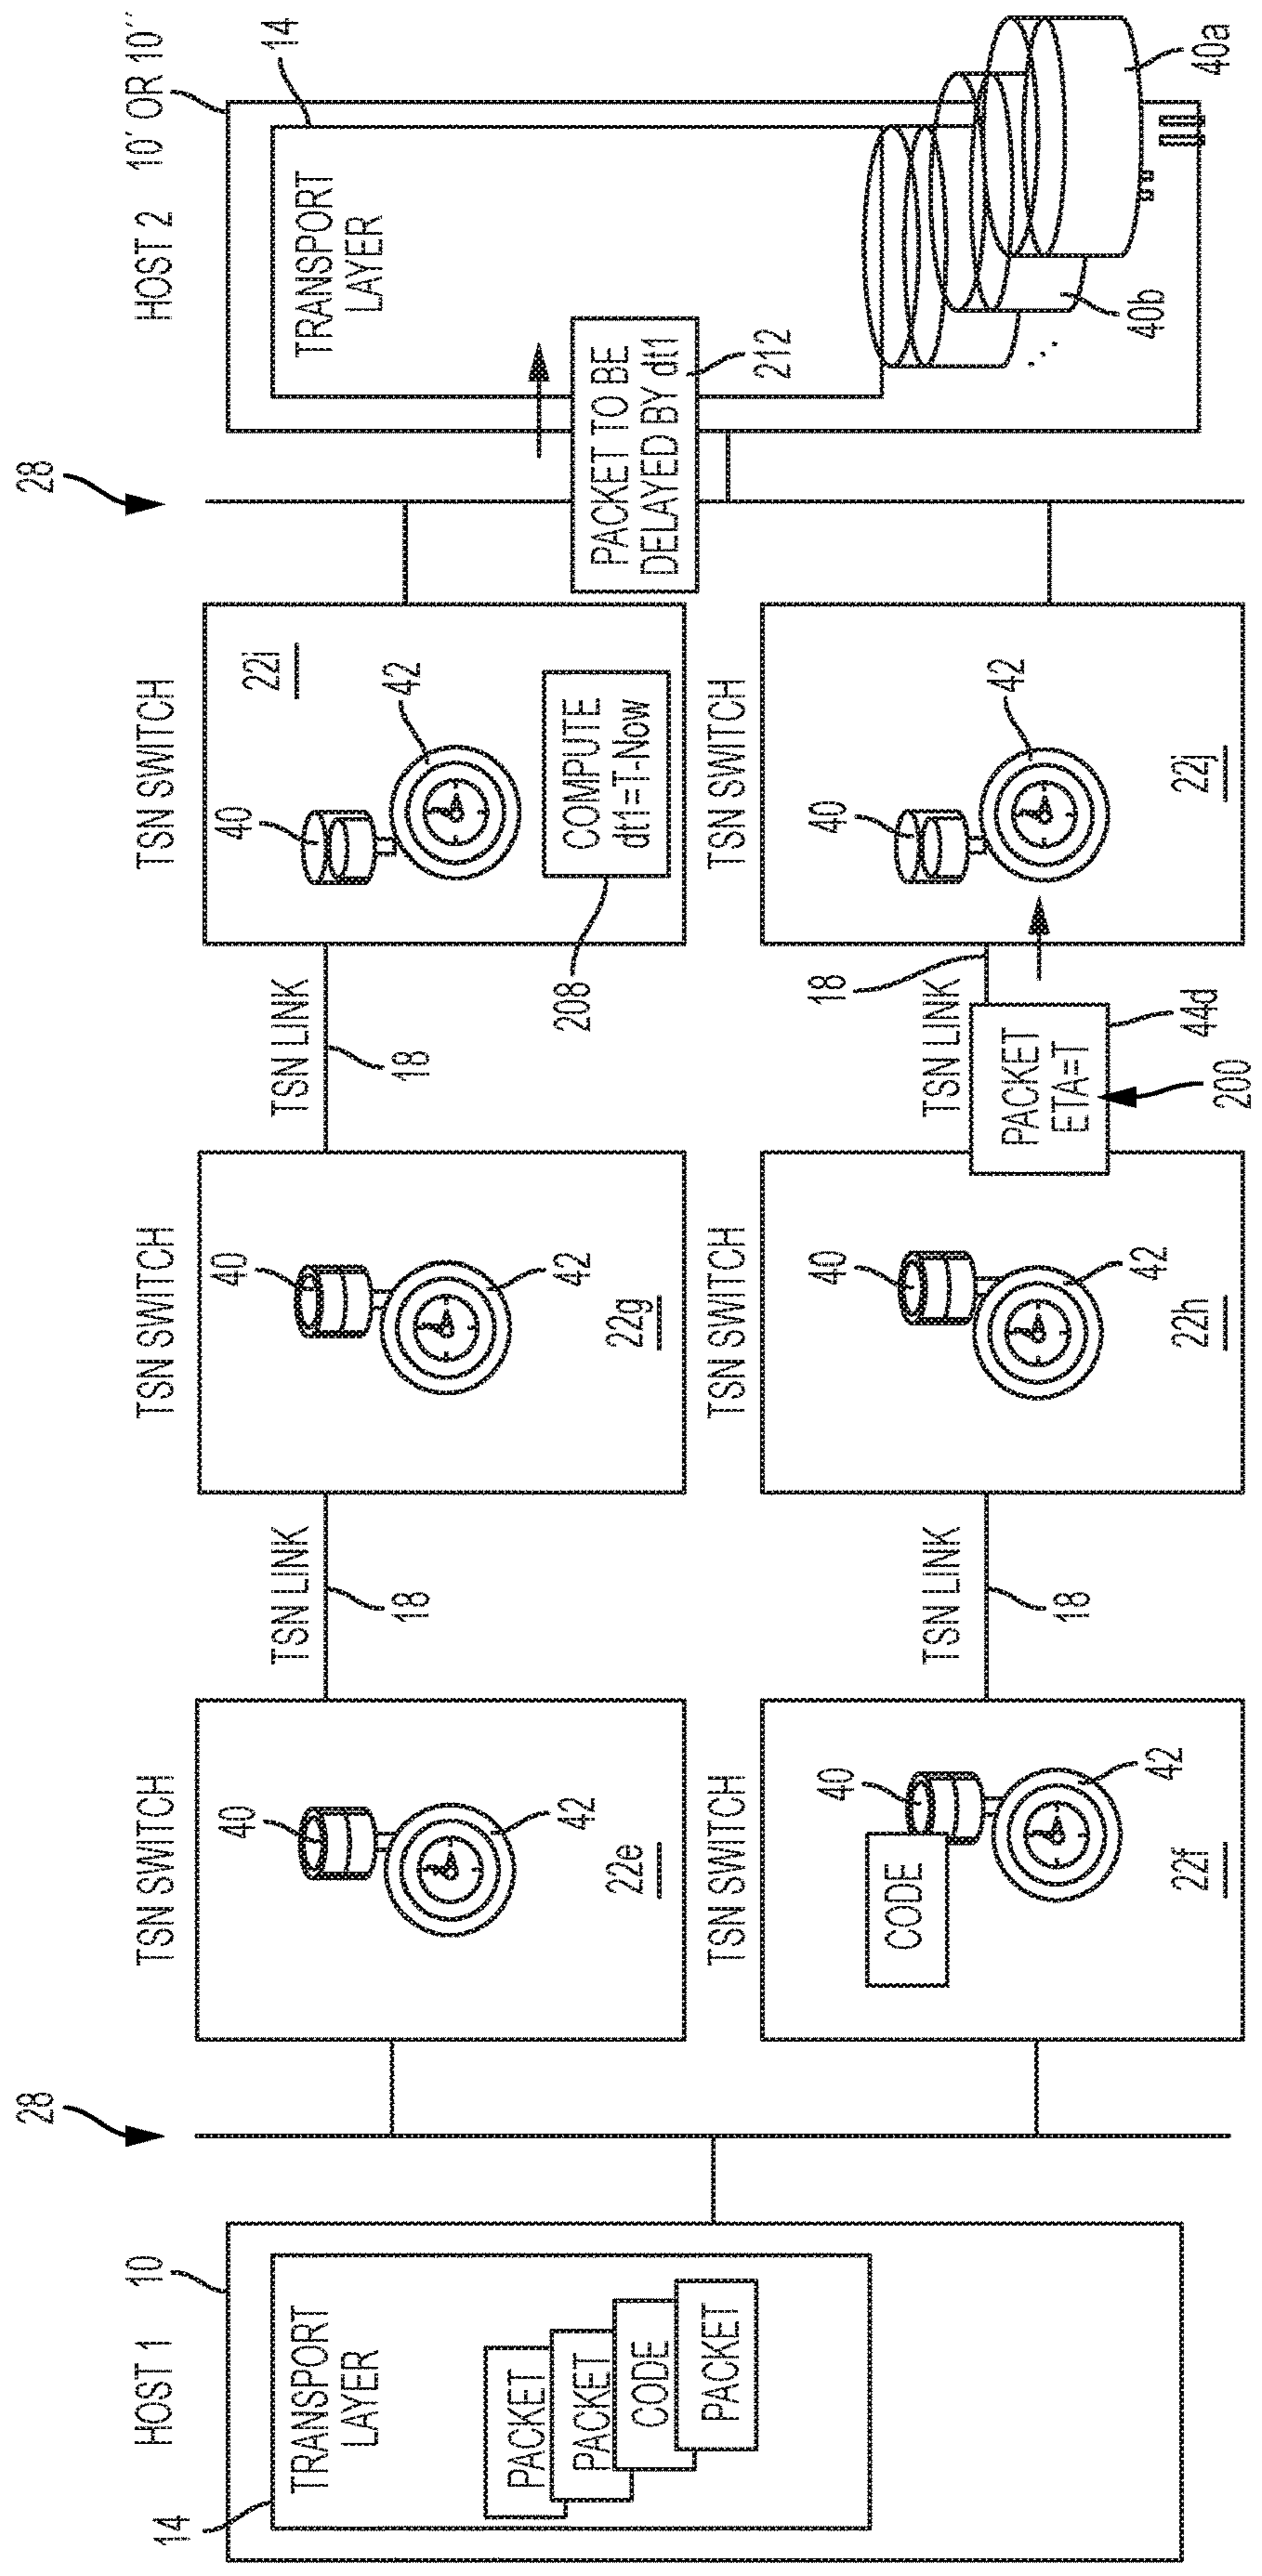 HOST 1
10
14
TRANSPORT
LAYER
PACKET
PACKET
CODE
PACKET
28
TSN SWITCH
40
42
22e
TSN SWITCH
CODE
40
42
22f
TSN LINK
18
TSN LINK
18
TSN SWITCH
40
42
22g
TSN SWITCH
40
42
22h
TSN LINK
18
TSN LINK
18
PACKET
ETA=T
44d
200
TSN SWITCH
22i
40
42
COMPUTE
dt1=T-Now
208
TSN SWITCH
40
42
22j
28
PACKET TO BE
DELAYED BY dt1
212
HOST 2
10′ OR 10″
14
TRANSPORT
LAYER
40b
40a